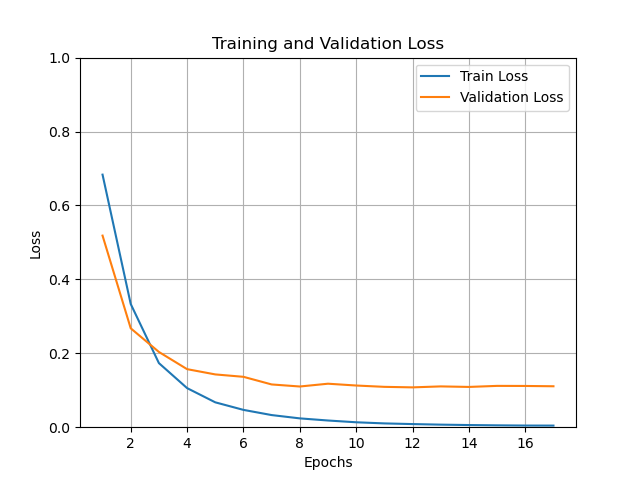 Training and Validation Loss
1.0
0.8
0.6
0.4
0.2
0.0
Loss
Train Loss
Validation Loss
2 4 6 8 10 12 14 16
Epochs